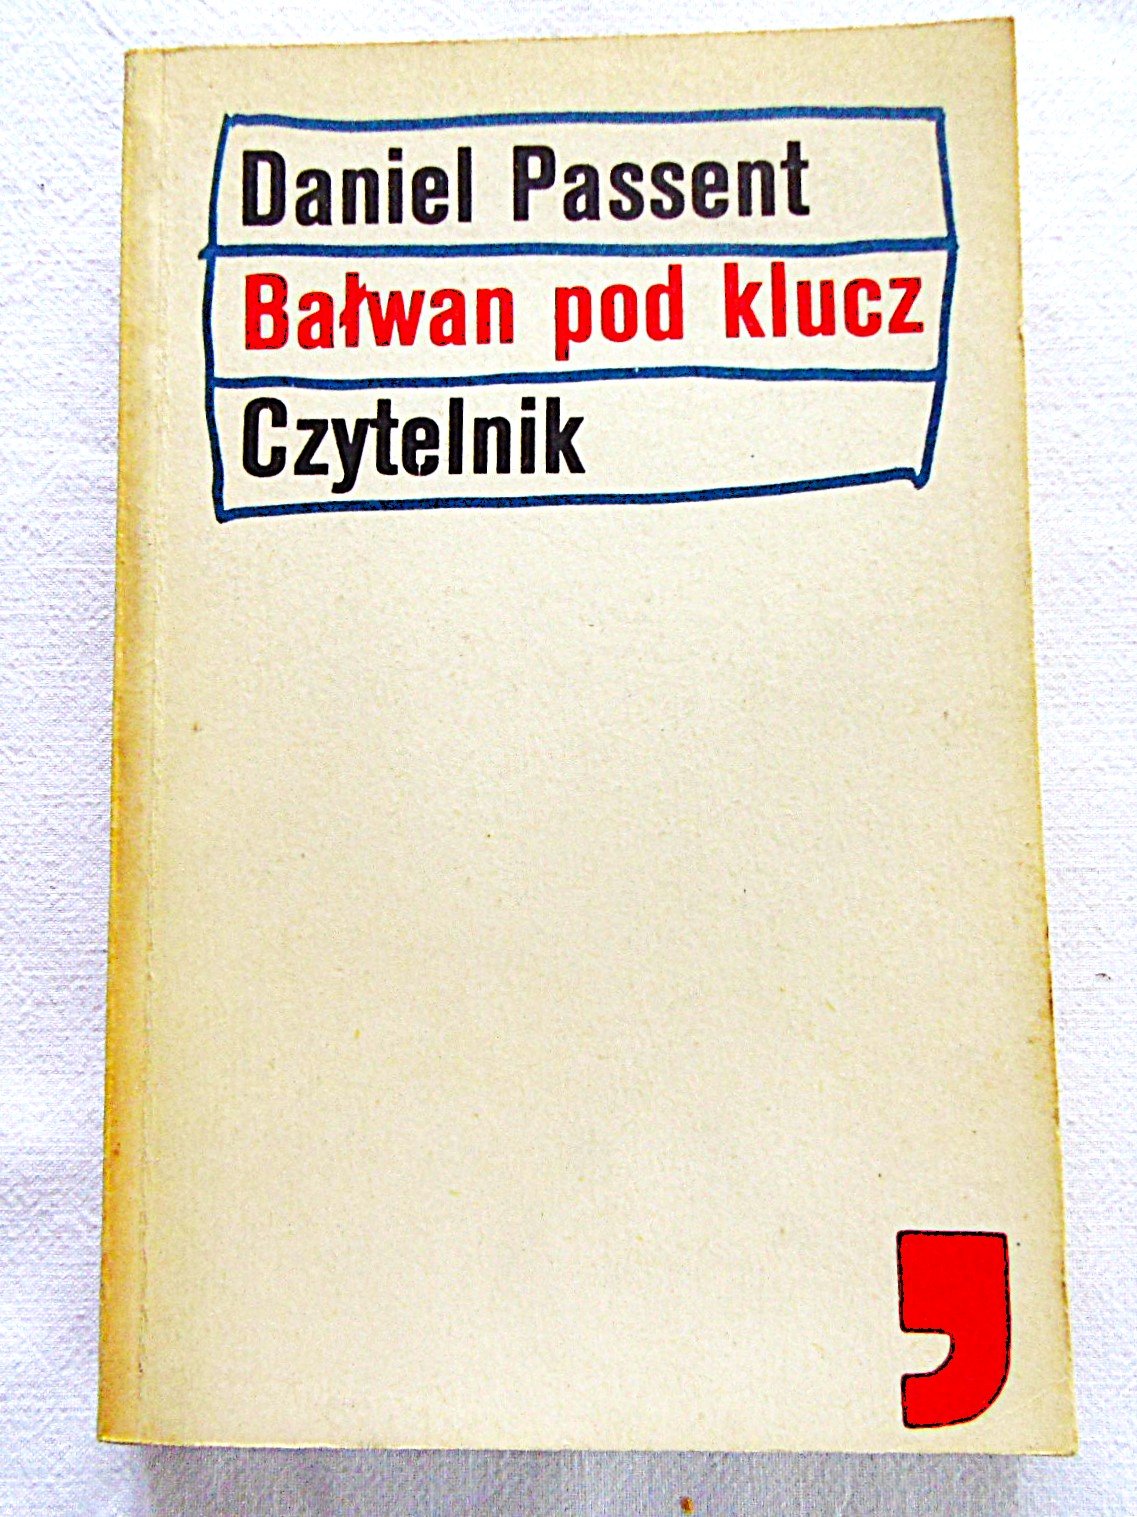 Daniel Passent
Bałwan pod klucz
Czytelnik